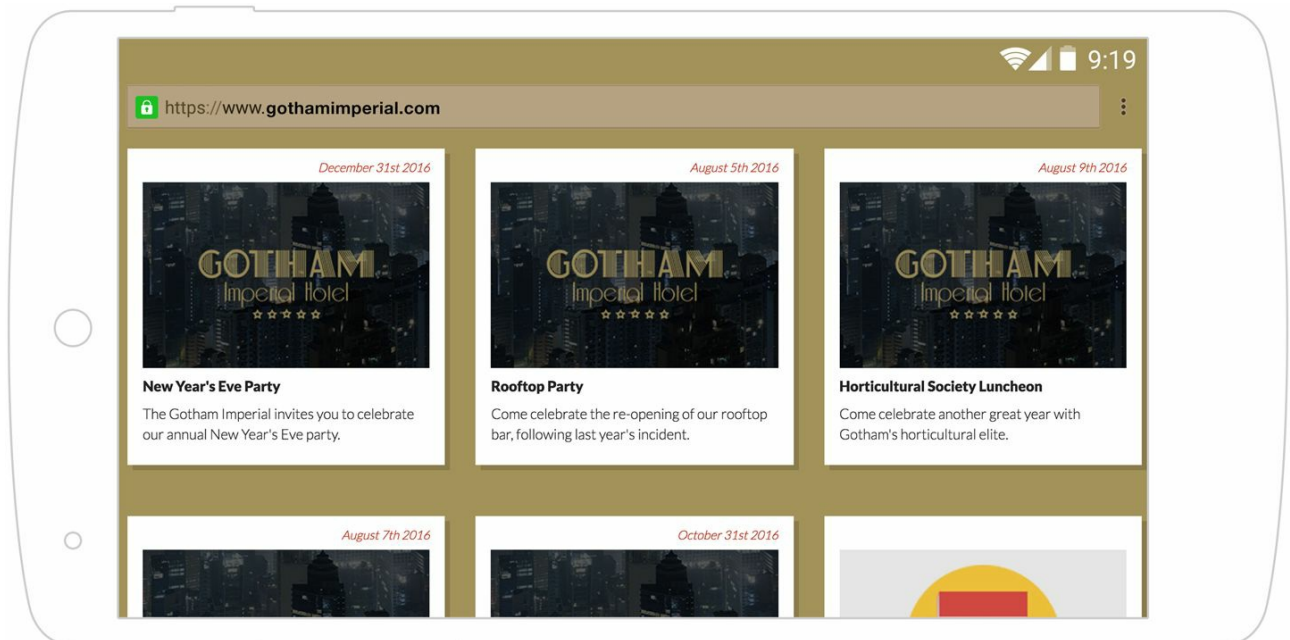 9:19
https://www.gothamimperial.com
December 31st 2016
GOTHAM
Imperial Hotel
New Year's Eve Party
The Gotham Imperial invites you to celebrate
our annual New Year's Eve party.
August 5th 2016
GOTHAM
Imperial Hotel
Rooftop Party
Come celebrate the re-opening of our rooftop
bar, following last year's incident.
August 9th 2016
GOTHAM
Imperial Hotel
Horticultural Society Luncheon
Come celebrate another great year with
Gotham's horticultural elite.
August 7th 2016
October 31st 2016